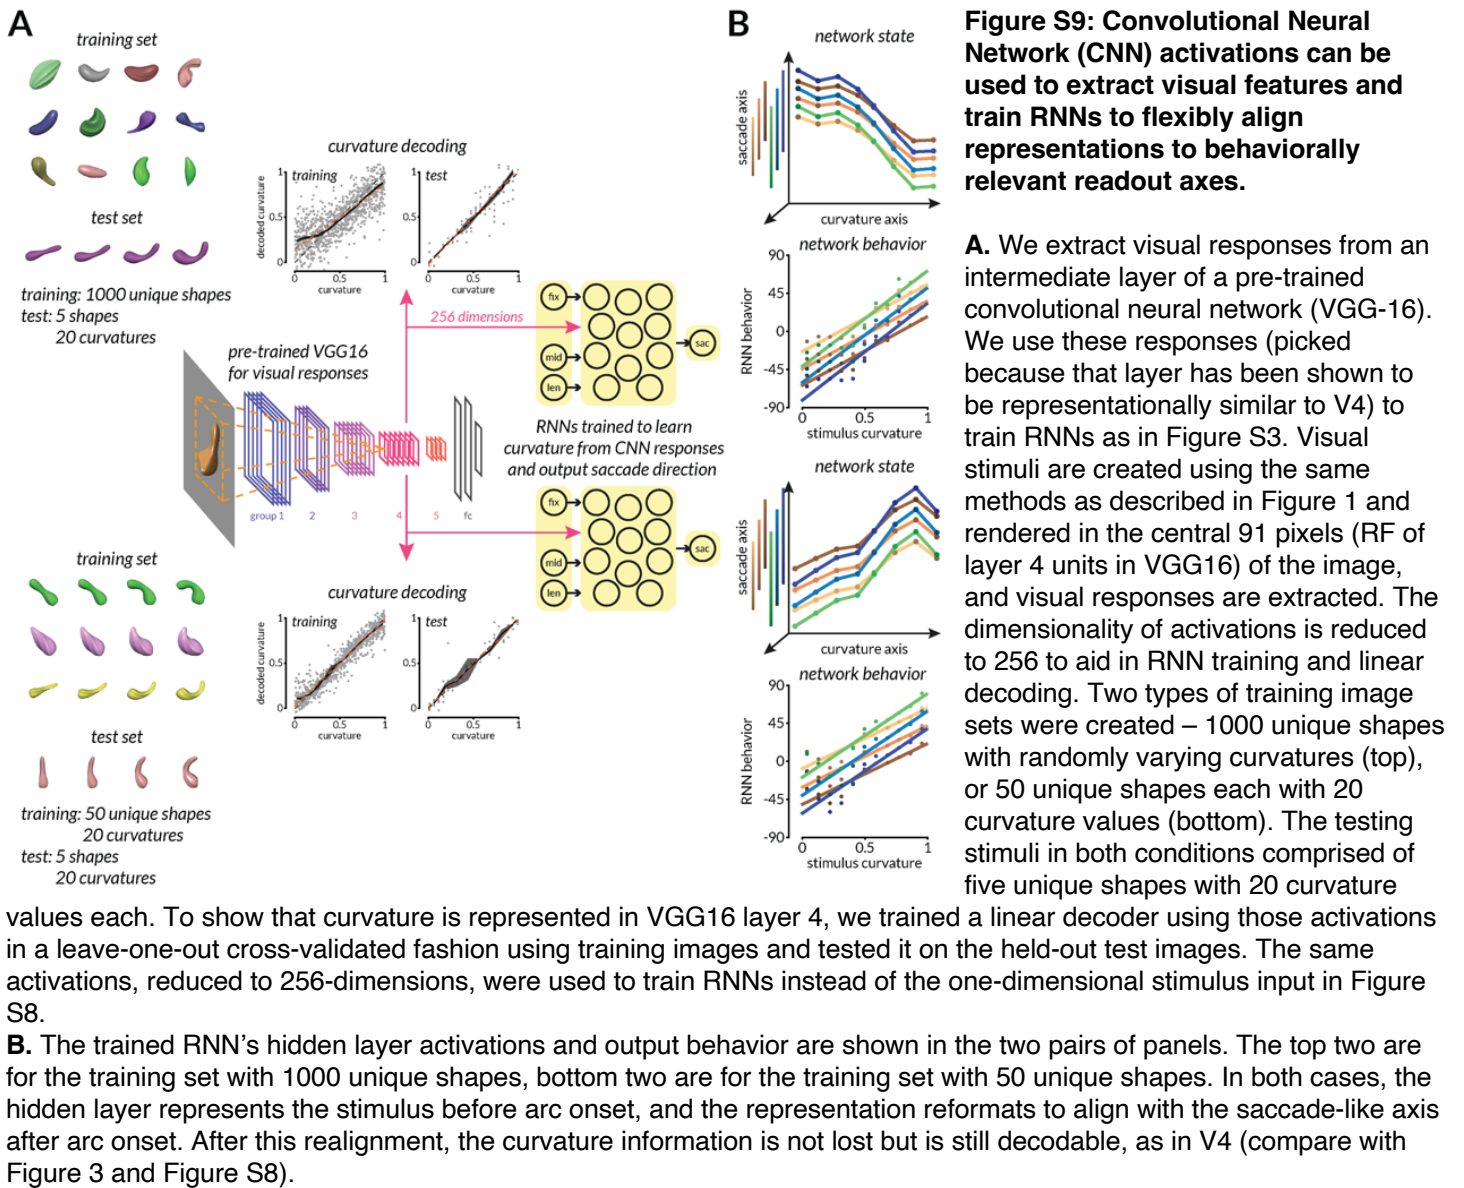 A
training set
test set
training: 1000 unique shapes
test: 5 shapes
20 curvatures
curvature decoding
training
test
decoded curvature
1
0.5
0
0
0.5
1
curvature
1
0.5
0
0
1
curvature
256 dimensions
fix
mid
len
sac
pre-trained VGG16
for visual responses
group 1
2
3
4
5
fc
RNNs trained to learn
curvature from CNN responses
and output saccade direction
fix
mid
len
sac
training set
test set
training: 50 unique shapes
20 curvatures
test: 5 shapes
20 curvatures
curvature decoding
training
test
decoded curvature
1
0.5
0
0
0.5
1
curvature
1
0.5
0
0
1
curvature
B
network state
saccade axis
curvature axis
network behavior
RNN behavior
90
45
0
-45
-90
0
0.5
1
stimulus curvature
network state
saccade axis
curvature axis
network behavior
RNN behavior
90
45
0
-45
-90
0
0.5
1
stimulus curvature
Figure S9: Convolutional Neural
Network (CNN) activations can be
used to extract visual features and
train RNNs to flexibly align
representations to behaviorally
relevant readout axes.
A. We extract visual responses from an
intermediate layer of a pre-trained
convolutional neural network (VGG-16).
We use these responses (picked
because that layer has been shown to
be representationally similar to V4) to
train RNNs as in Figure S3. Visual
stimuli are created using the same
methods as described in Figure 1 and
rendered in the central 91 pixels (RF of
layer 4 units in VGG16) of the image,
and visual responses are extracted. The
dimensionality of activations is reduced
to 256 to aid in RNN training and linear
decoding. Two types of training image
sets were created – 1000 unique shapes
with randomly varying curvatures (top),
or 50 unique shapes each with 20
curvature values (bottom). The testing
stimuli in both conditions comprised of
five unique shapes with 20 curvature
values each. To show that curvature is represented in VGG16 layer 4, we trained a linear decoder using those activations
in a leave-one-out cross-validated fashion using training images and tested it on the held-out test images. The same
activations, reduced to 256-dimensions, were used to train RNNs instead of the one-dimensional stimulus input in Figure
S8.
B. The trained RNN’s hidden layer activations and output behavior are shown in the two pairs of panels. The top two are
for the training set with 1000 unique shapes, bottom two are for the training set with 50 unique shapes. In both cases, the
hidden layer represents the stimulus before arc onset, and the representation reformats to align with the saccade-like axis
after arc onset. After this realignment, the curvature information is not lost but is still decodable, as in V4 (compare with
Figure 3 and Figure S8).